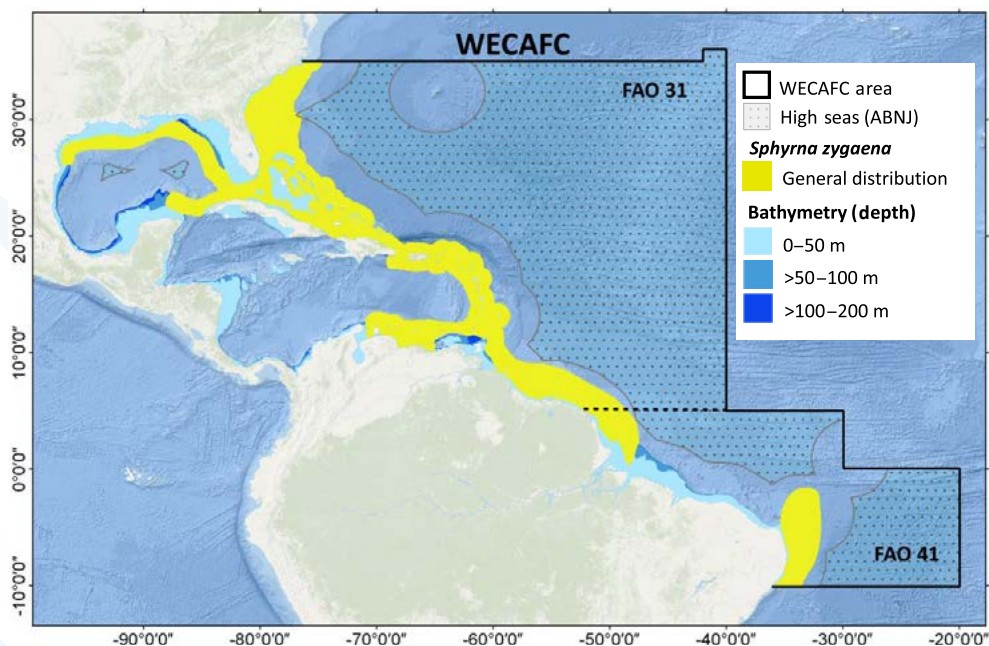 WECAFC
FAO 31
WECAFC area
High seas (ABNJ)
Sphyrna zygaena
General distribution
Bathymetry (depth)
0–50 m
>50–100 m
>100–200 m
FAO 41
30°0'0"
20°0'0"
10°0'0"
0°0'0"
-10°0'0"
-90°0'0" -80°0'0" -70°0'0" -60°0'0" -50°0'0" -40°0'0" -30°0'0" -20°0'0"